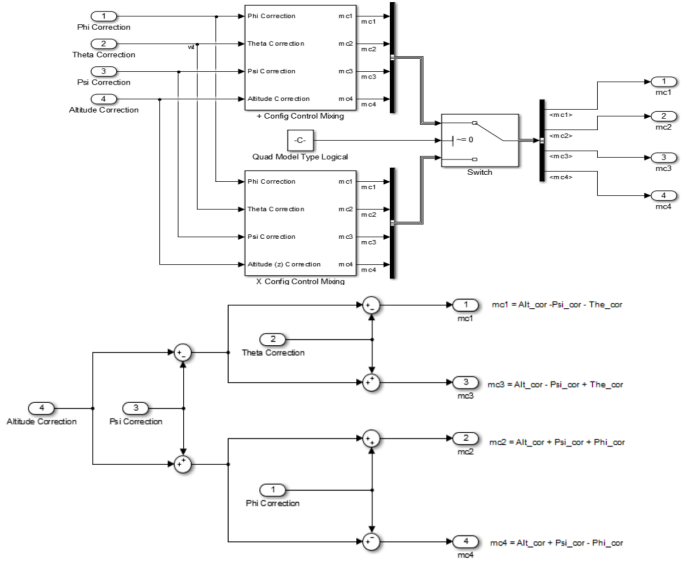 1
Phi Correction
2
Theta Correction
3
Psi Correction
4
Altitude Correction
Phi Correction mc1
Theta Correction mc2
Psi Correction mc3
Altitude Correction mc4
+ Config Control Mixing
mc1
mc2
mc3
mc4
-C-
Quad Model Type Logical
~= 0
Switch
<mc1>
<mc2>
<mc3>
<mc4>
1
mc1
2
mc2
3
mc3
4
mc4
Phi Correction mc1
Theta Correction mc2
Psi Correction mc3
Altitude (z) Correction mc4
X Config Control Mixing
mc1
mc2
mc3
mc4
1
mc1
mc1 = Alt_cor -Psi_cor - The_cor
2
Theta Correction
3
mc3
mc3 = Alt_cor - Psi_cor + The_cor
4
Altitude Correction
3
Psi Correction
2
mc2
mc2 = Alt_cor + Psi_cor + Phi_cor
1
Phi Correction
4
mc4
mc4 = Alt_cor + Psi_cor - Phi_cor